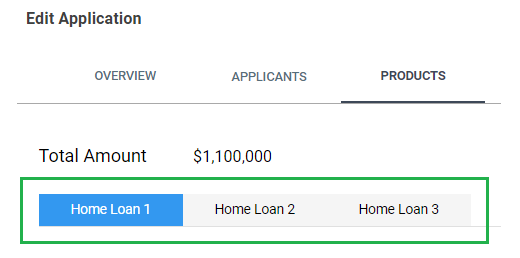 Edit Application
OVERVIEW APPLICANTS PRODUCTS
Total Amount $1,100,000
Home Loan 1 Home Loan 2 Home Loan 3